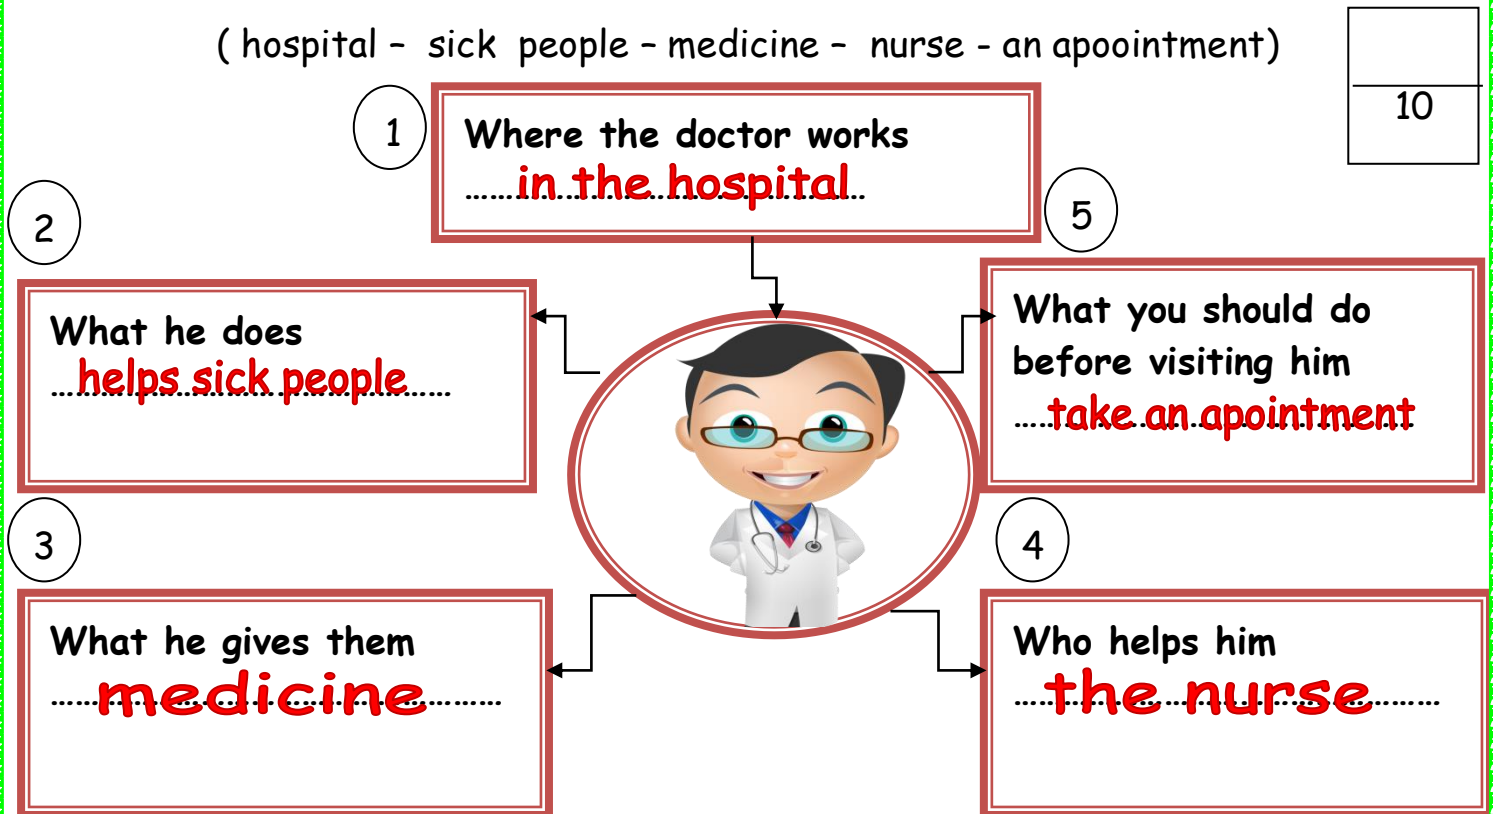 ( hospital – sick people – medicine – nurse - an apoointment)
10
1
Where the doctor works
……in the hospital……
2
What he does
……helps sick people……
3
What he gives them
……medicine……
4
Who helps him
……the nurse……
5
What you should do
before visiting him
……take an apointment……